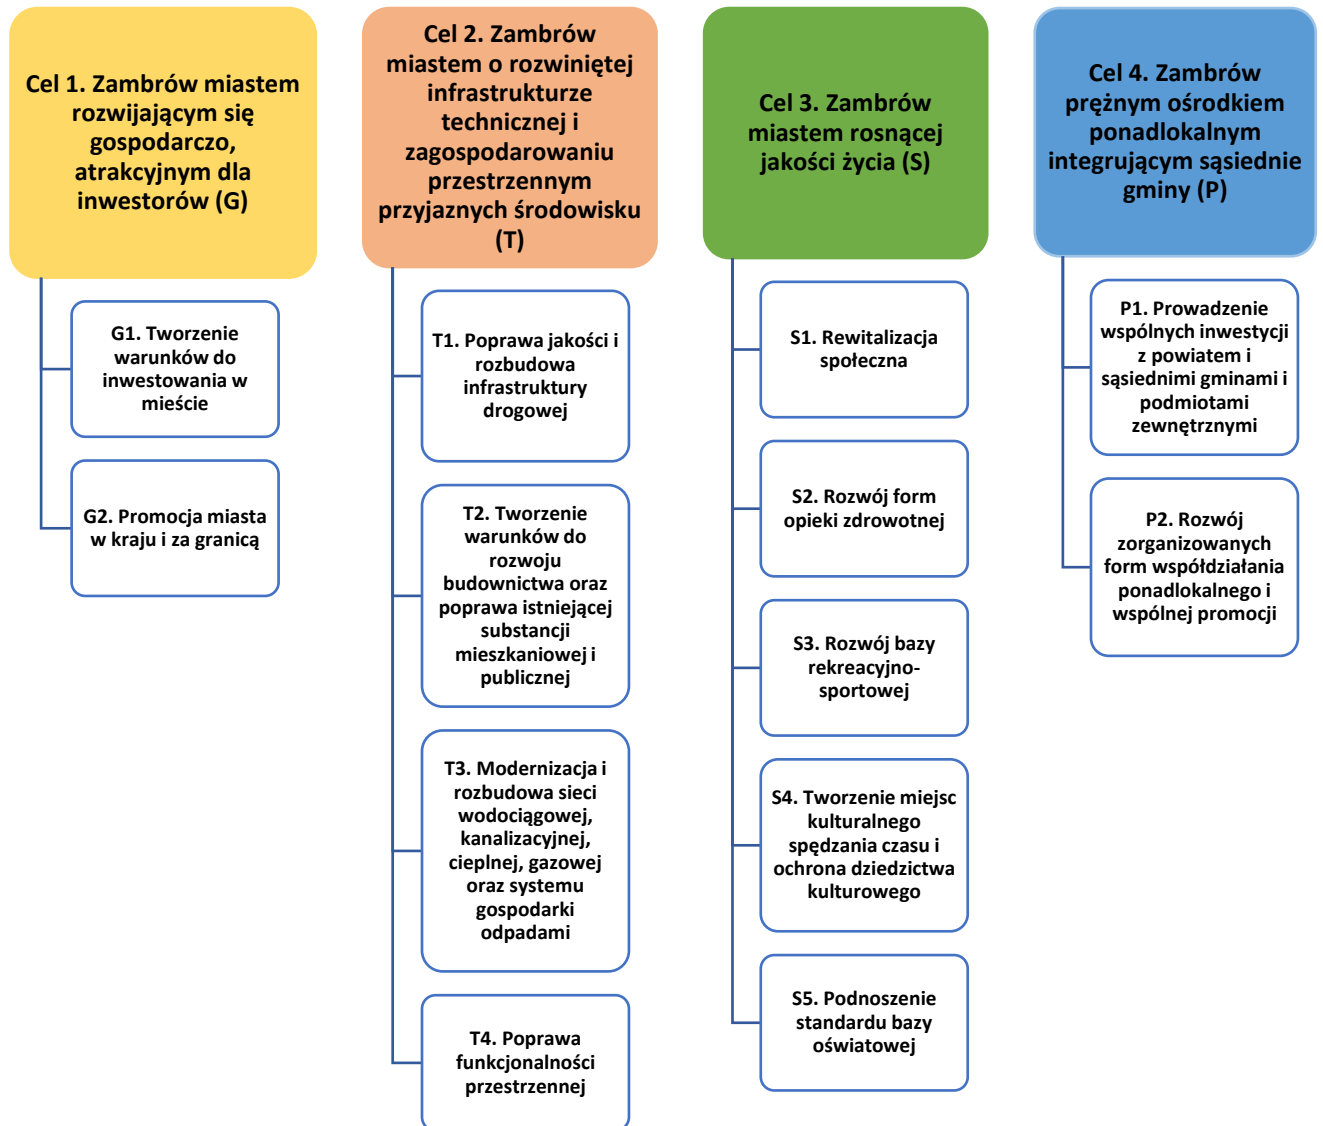 Cel 1. Zambrów miastem
rozwijającym się
gospodarczo,
atrakcyjnym dla
inwestorów (G)
G1. Tworzenie
warunków do
inwestowania w
mieście
G2. Promocja miasta
w kraju i za granicą
Cel 2. Zambrów
miastem o rozwiniętej
infrastrukturze
technicznej i
zagospodarowaniu
przestrzennym
przyjaznych środowisku
(T)
T1. Poprawa jakości i
rozbudowa
infrastruktury
drogowej
T2. Tworzenie
warunków do
rozwoju
budownictwa oraz
poprawa istniejącej
substancji
mieszkaniowej i
publicznej
T3. Modernizacja i
rozbudowa sieci
wodociągowej,
kanalizacyjnej,
cieplnej, gazowej
oraz systemu
gospodarki
odpadami
T4. Poprawa
funkcjonalności
przestrzennej
Cel 3. Zambrów
miastem rosnącej
jakości życia (S)
S1. Rewitalizacja
społeczna
S2. Rozwój form
opieki zdrowotnej
S3. Rozwój bazy
rekreacyjno-
sportowej
S4. Tworzenie miejsc
kulturalnego
spędzania czasu i
ochrona dziedzictwa
kulturowego
S5. Podnoszenie
standardu bazy
oświatowej
Cel 4. Zambrów
prężnym ośrodkiem
ponadlokalnym
integrującym sąsiednie
gminy (P)
P1. Prowadzenie
wspólnych inwestycji
z powiatem i
sąsiednimi gminami i
podmiotami
zewnętrznymi
P2. Rozwój
zorganizowanych
form współdziałania
ponadlokalnego i
wspólnej promocji